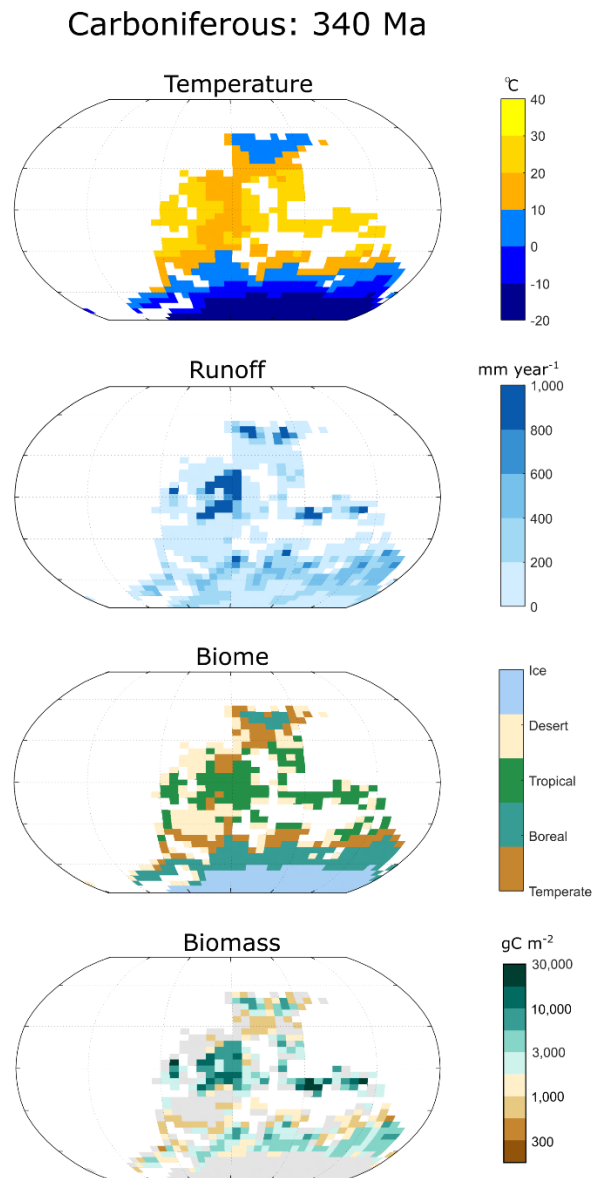 Carboniferous: 340 Ma
Temperature
°C
40
30
20
10
0
-10
-20
Runoff
mm year⁻¹
1,000
800
600
400
200
0
Biome
Ice
Desert
Tropical
Boreal
Temperate
Biomass
gC m⁻²
30,000
10,000
3,000
1,000
300